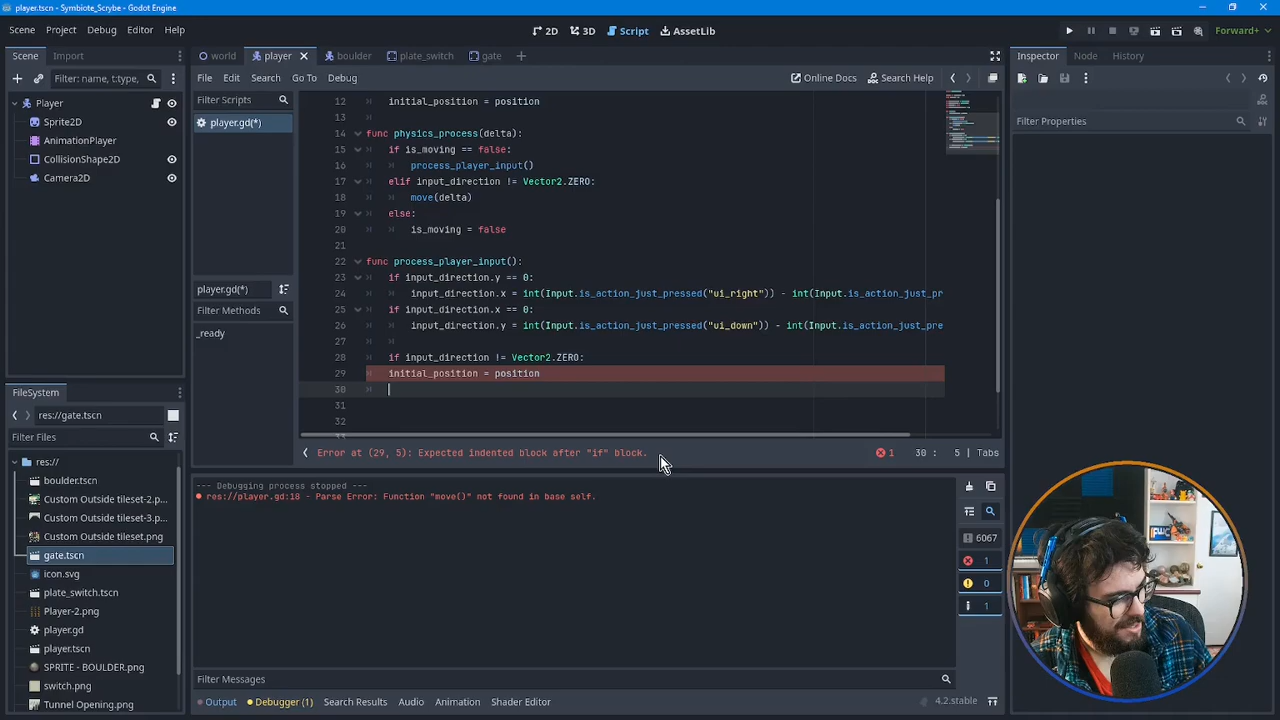 player.tscn - Symbiote_Scrybe - Godot Engine
Scene Project Debug Editor Help
2D 3D Script AssetLib
Forward+
Scene Import
world player boulder plate_switch gate
Inspector Node History
Filter: name, t:type,
File Edit Search Go To Debug
Online Docs Search Help
Player
Sprite2D
AnimationPlayer
CollisionShape2D
Camera2D
Filter Scripts
player.gd(*)
player.gd(*)
Filter Methods
_ready
Filter Properties
12 initial_position = position
13
14 func physics_process(delta):
15 if is_moving == false:
16 process_player_input()
17 elif input_direction != Vector2.ZERO:
18 move(delta)
19 else:
20 is_moving = false
21
22 func process_player_input():
23 if input_direction.y == 0:
24 input_direction.x = int(Input.is_action_just_pressed("ui_right")) - int(Input.is_action_just_pr
25 if input_direction.x == 0:
26 input_direction.y = int(Input.is_action_just_pressed("ui_down")) - int(Input.is_action_just_pre
27
28 if input_direction != Vector2.ZERO:
29 initial_position = position
30
31
32
Error at (29, 5): Expected indented block after "if" block.
1 30 : 5 | Tabs
FileSystem
res://gate.tscn
Filter Files
res://
boulder.tscn
Custom Outside tileset-2.p...
Custom Outside tileset-3.p...
Custom Outside tileset.png
gate.tscn
icon.svg
plate_switch.tscn
Player-2.png
player.gd
player.tscn
SPRITE - BOULDER.png
switch.png
Tunnel Opening.png
--- Debugging process stopped ---
res://player.gd:18 - Parse Error: Function "move()" not found in base self.
6067
1
0
1
Filter Messages
Output Debugger (1) Search Results Audio Animation Shader Editor
4.2.stable